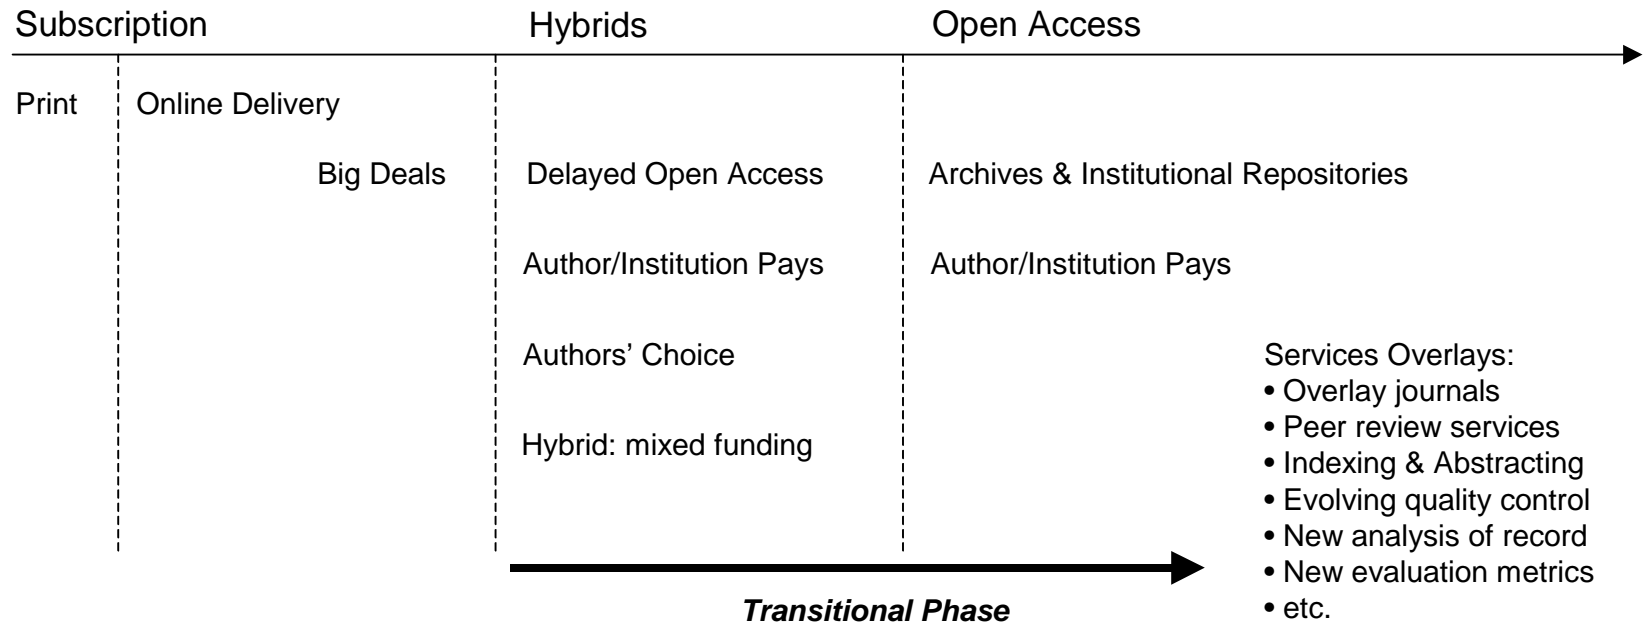 Subscription Hybrids Open Access
Print Online Delivery
Big Deals Delayed Open Access Archives & Institutional Repositories
Author/Institution Pays Author/Institution Pays
Authors’ Choice Services Overlays:
• Overlay journals
• Peer review services
Hybrid: mixed funding
• Indexing & Abstracting
• Evolving quality control
• New analysis of record
• New evaluation metrics
Transitional Phase • etc.